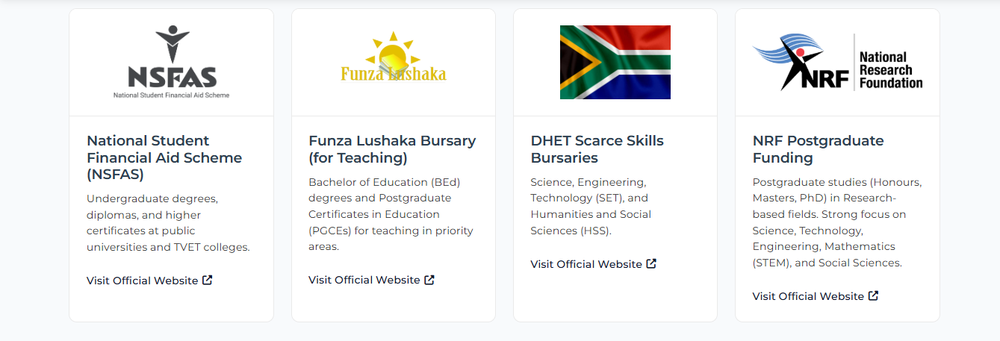 NSFAS
National Student Financial Aid Scheme
Funza Lushaka
NRF
National
Research
Foundation
National Student
Financial Aid Scheme
(NSFAS)
Undergraduate degrees,
diplomas, and higher
certificates at public
universities and TVET colleges.
Visit Official Website
Funza Lushaka Bursary
(for Teaching)
Bachelor of Education (BEd)
degrees and Postgraduate
Certificates in Education
(PGCEs) for teaching in priority
areas.
Visit Official Website
DHET Scarce Skills
Bursaries
Science, Engineering,
Technology (SET), and
Humanities and Social
Sciences (HSS).
Visit Official Website
NRF Postgraduate
Funding
Postgraduate studies (Honours,
Masters, PhD) in Research-
based fields. Strong focus on
Science, Technology,
Engineering, Mathematics
(STEM), and Social Sciences.
Visit Official Website